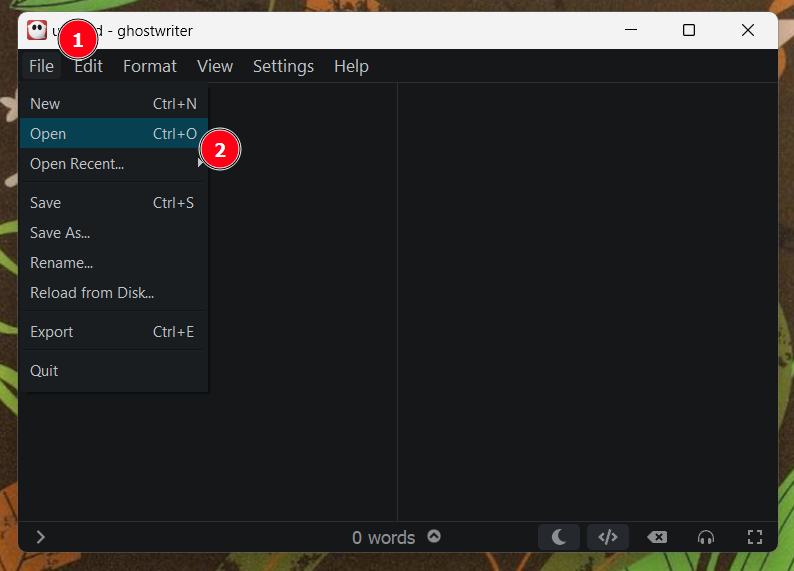 - ghostwriter
1
File Edit Format View Settings Help
New Ctrl+N
Open Ctrl+O
2
Open Recent...
Save Ctrl+S
Save As...
Rename...
Reload from Disk...
Export Ctrl+E
Quit
0 words